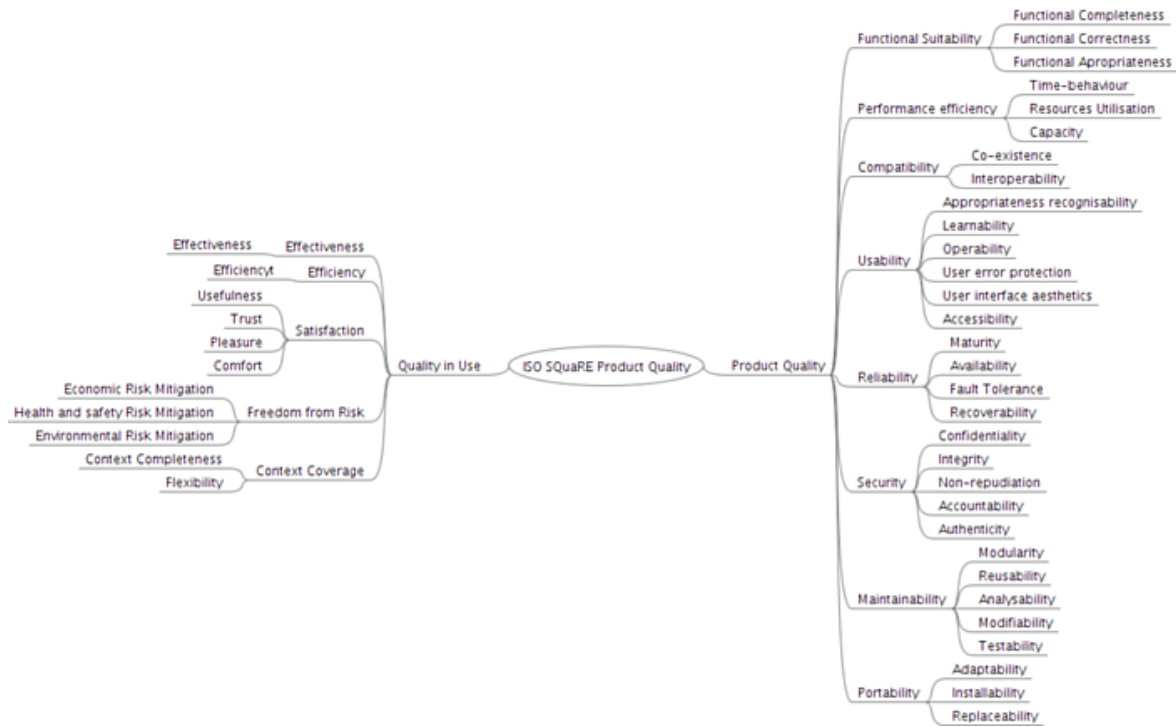 ISO SQuaRE Product Quality
Quality in Use
Effectiveness
Effectiveness
Efficiency
Efficiencyt
Satisfaction
Usefulness
Trust
Pleasure
Comfort
Freedom from Risk
Economic Risk Mitigation
Health and safety Risk Mitigation
Environmental Risk Mitigation
Context Coverage
Context Completeness
Flexibility
Product Quality
Functional Suitability
Functional Completeness
Functional Correctness
Functional Apropriateness
Performance efficiency
Time-behaviour
Resources Utilisation
Capacity
Compatibility
Co-existence
Interoperability
Usability
Appropriateness recognisability
Learnability
Operability
User error protection
User interface aesthetics
Accessibility
Reliability
Maturity
Availability
Fault Tolerance
Recoverability
Security
Confidentiality
Integrity
Non-repudiation
Accountability
Authenticity
Maintainability
Modularity
Reusability
Analysability
Modifiability
Testability
Portability
Adaptability
Installability
Replaceability